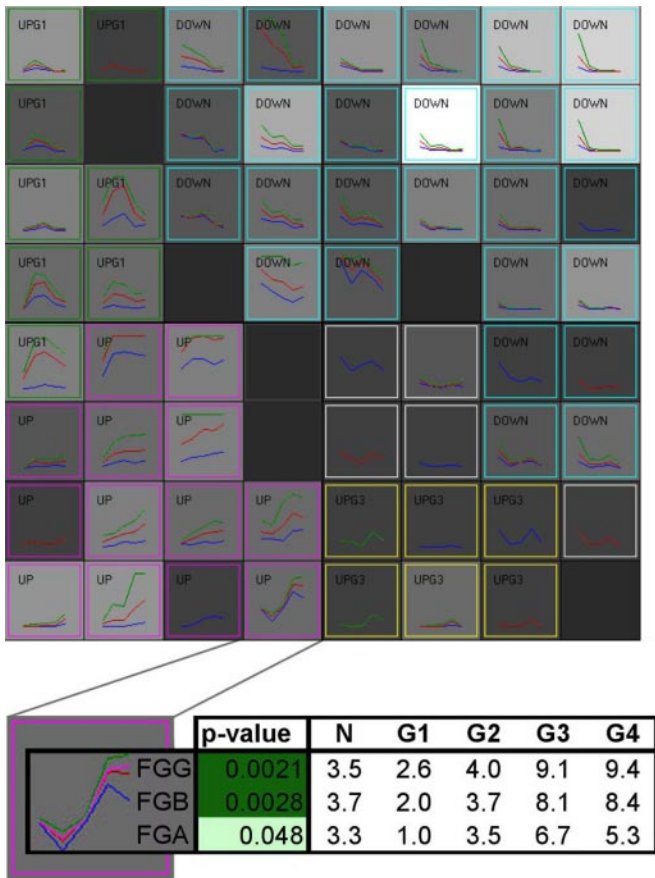 UPG1 UPG1 DOWN DOWN DOWN DOWN DOWN DOWN
UPG1 DOWN DOWN DOWN DOWN DOWN DOWN
UPG1 UPG1 DOWN DOWN DOWN DOWN DOWN DOWN
UPG1 UPG1 DOWN DOWN DOWN DOWN
UPG1 UP UP DOWN DOWN
UP UP UP DOWN DOWN
UP UP UP UP UPG3 UPG3 UPG3
UP UP UP UP UPG3 UPG3 UPG3
p-value N G1 G2 G3 G4
FGG 0.0021 3.5 2.6 4.0 9.1 9.4
FGB 0.0028 3.7 2.0 3.7 8.1 8.4
FGA 0.048 3.3 1.0 3.5 6.7 5.3